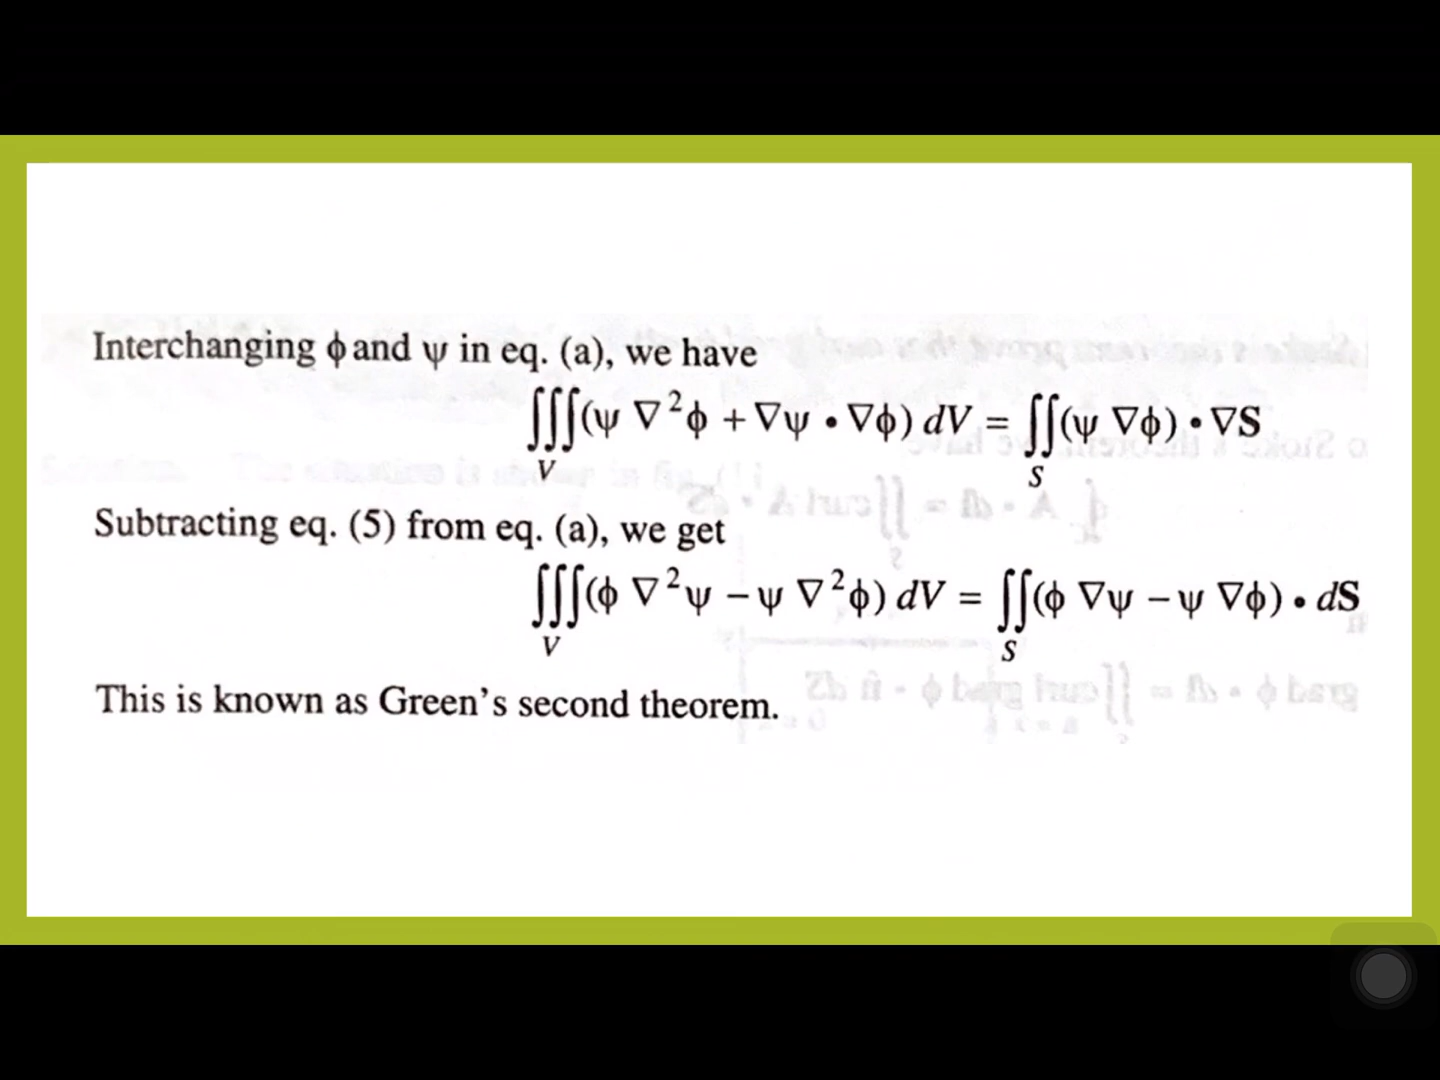 Interchanging ϕ and ψ in eq. (a), we have
∭(ψ ∇²ϕ + ∇ψ • ∇ϕ) dV = ∬(ψ ∇ϕ) • ∇S
V S
Subtracting eq. (5) from eq. (a), we get
∭(ϕ ∇²ψ – ψ ∇²ϕ) dV = ∬(ϕ ∇ψ – ψ ∇ϕ) • dS
V S
This is known as Green’s second theorem.